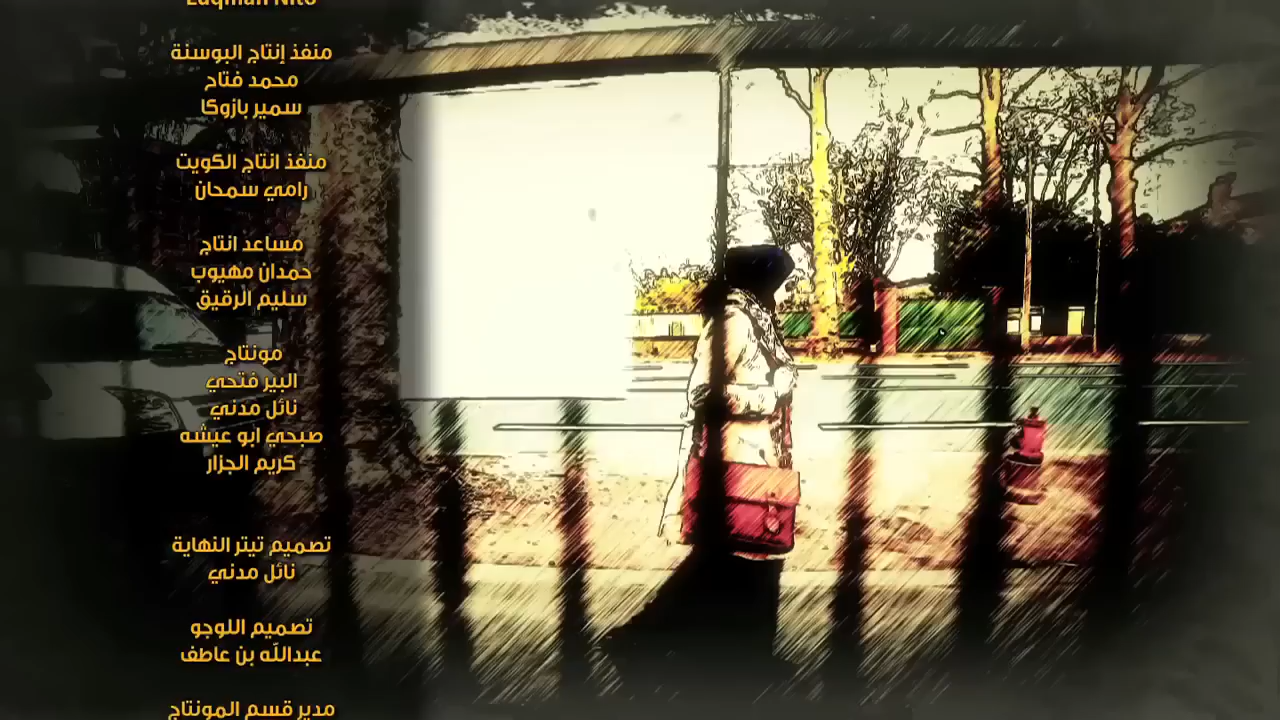 Luqman Nito
منفذ إنتاج البوسنة
محمد فتاح
سمير بازوكا
منفذ انتاج الكويت
رامي سمحان
مساعد انتاج
حمدان مهيوب
سليم الرقيق
مونتاج
البير فتحي
نائل مدني
صبحي ابو عيشه
كريم الجزار
تصميم تيتر النهاية
نائل مدني
تصميم اللوجو
عبدالله بن عاطف
مدير قسم المونتاج